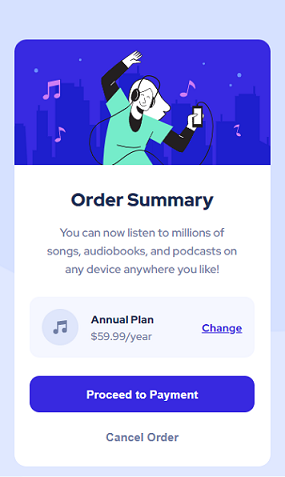 Order Summary
You can now listen to millions of
songs, audiobooks, and podcasts on
any device anywhere you like!
Annual Plan
$59.99/year
Change
Proceed to Payment
Cancel Order